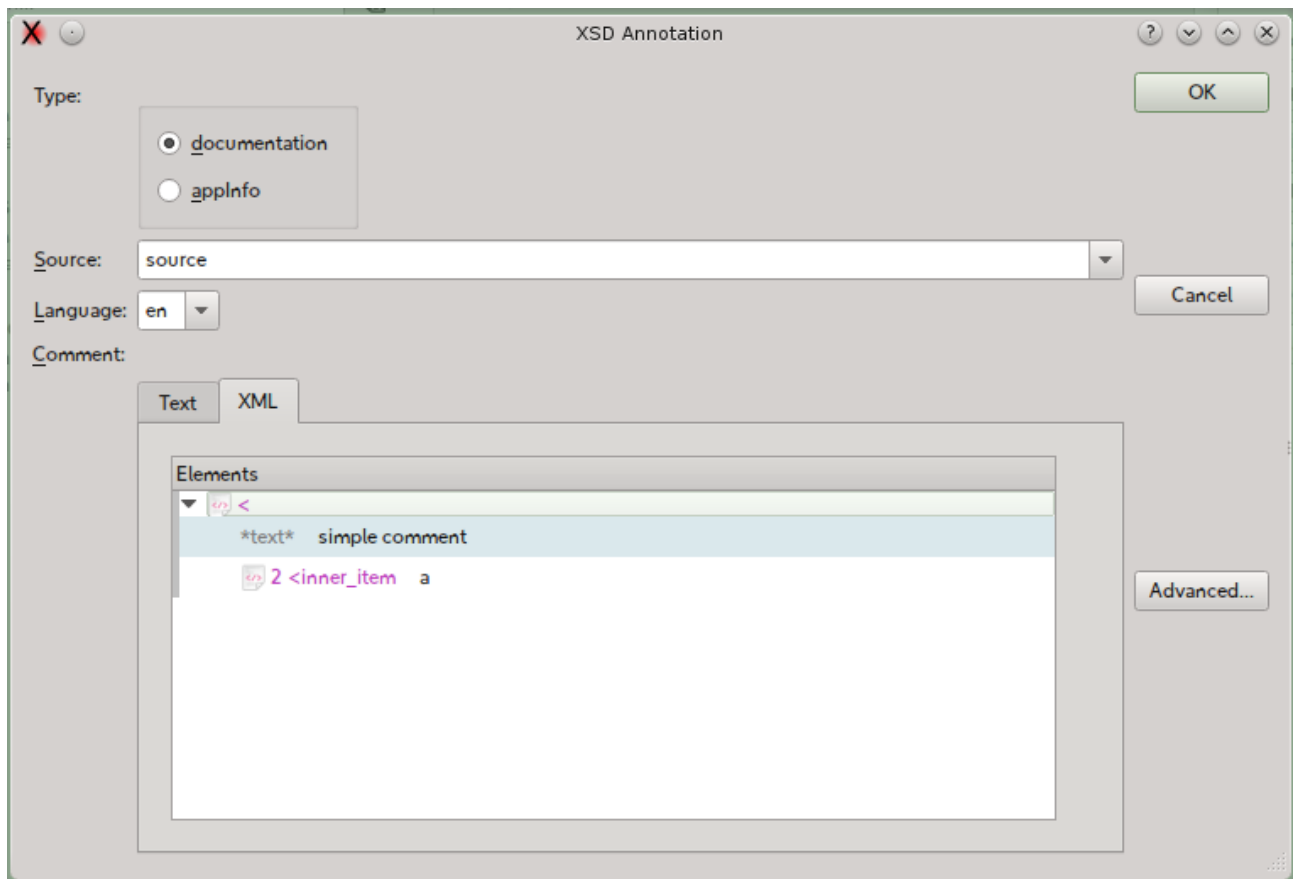 XSD Annotation
Type:
OK
documentation
appInfo
Source: source
Cancel
Language: en
Comment:
Text XML
Elements
<
*text* simple comment
2 <inner_item a
Advanced...